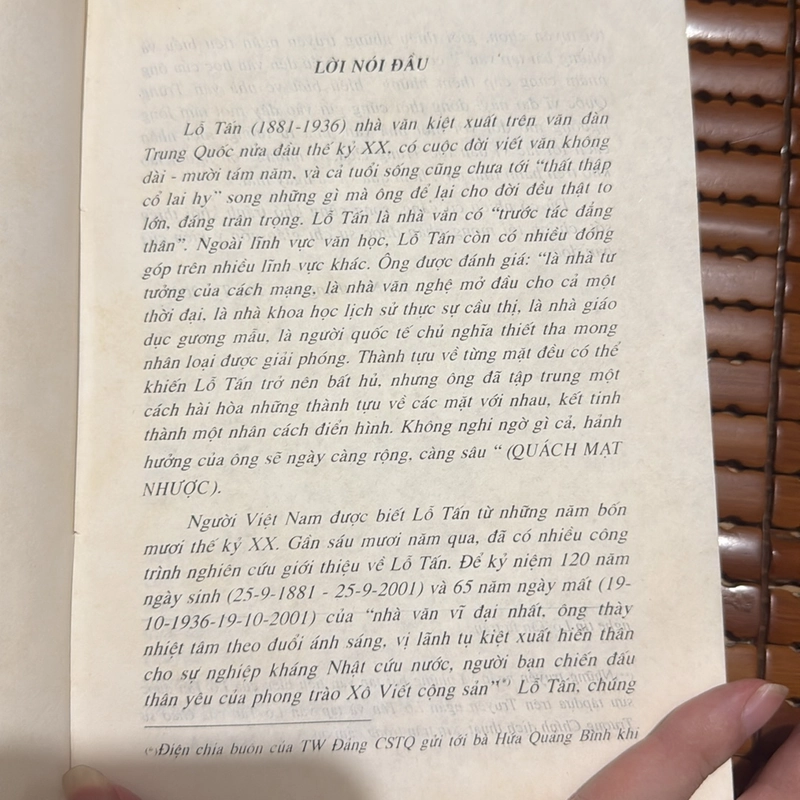 LỜI NÓI ĐẦU
Lỗ Tấn (1881-1936) nhà văn kiệt xuất trên văn đàn
Trung Quốc nửa đầu thế kỷ XX, có cuộc đời viết văn không
dài - mười tám năm, và cả tuổi sống cũng chưa tới “thất thập
cổ lai hy” song những gì mà ông để lại cho đời đều thật to
lớn, đáng trân trọng. Lỗ Tấn là nhà văn có “trước tác đẳng
thân”. Ngoài lĩnh vực văn học, Lỗ Tấn còn có nhiều đóng
góp trên nhiều lĩnh vực khác. Ông được đánh giá: “là nhà tư
tưởng của cách mạng, là nhà văn nghệ mở đầu cho cả một
thời đại, là nhà khoa học lịch sử thực sự cầu thị, là nhà giáo
dục gương mẫu, là người quốc tế chủ nghĩa thiết tha mong
nhân loại được giải phóng. Thành tựu về từng mặt đều có thể
khiến Lỗ Tấn trở nên bất hủ, nhưng ông đã tập trung một
cách hài hòa những thành tựu về các mặt với nhau, kết tinh
thành một nhân cách điển hình. Không nghi ngờ gì cả, hảnh
hưởng của ông sẽ ngày càng rộng, càng sâu “ (QUÁCH MẠT
NHƯỢC).
Người Việt Nam được biết Lỗ Tấn từ những năm bốn
mươi thế kỷ XX. Gần sáu mươi năm qua, đã có nhiều công
trình nghiên cứu giới thiệu về Lỗ Tấn. Để kỷ niệm 120 năm
ngày sinh (25-9-1881 - 25-9-2001) và 65 năm ngày mất (19-
10-1936-19-10-2001) của “nhà văn vĩ đại nhất, ông thày
nhiệt tâm theo đuổi ánh sáng, vị lãnh tụ kiệt xuất hiến thân
cho sự nghiệp kháng Nhật cứu nước, người bạn chiến đấu
thân yêu của phong trào Xô Viết cộng sản”(*) Lỗ Tấn, chúng
(*)Điện chia buồn của TW Đảng CSTQ gửi tới bà Hứa Quảng Bình khi